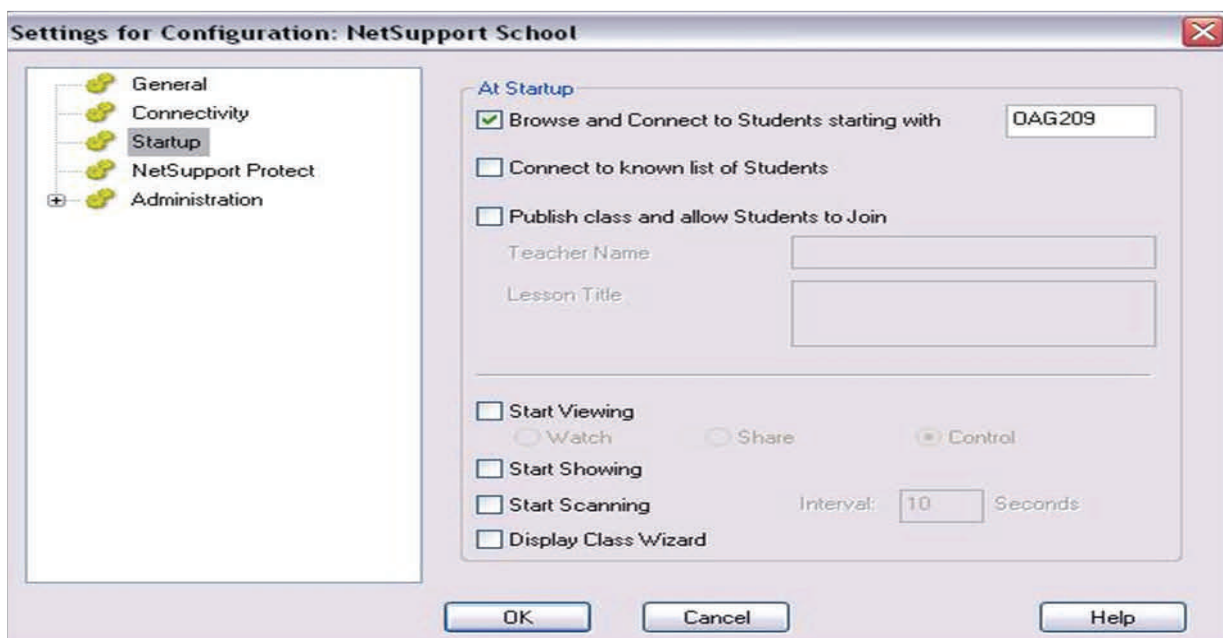 Settings for Configuration: NetSupport School
General
Connectivity
Startup
NetSupport Protect
Administration
At Startup
Browse and Connect to Students starting with OAG209
Connect to known list of Students
Publish class and allow Students to Join
Teacher Name
Lesson Title
Start Viewing
Watch Share Control
Start Showing
Start Scanning Interval: 10 Seconds
Display Class Wizard
OK Cancel Help